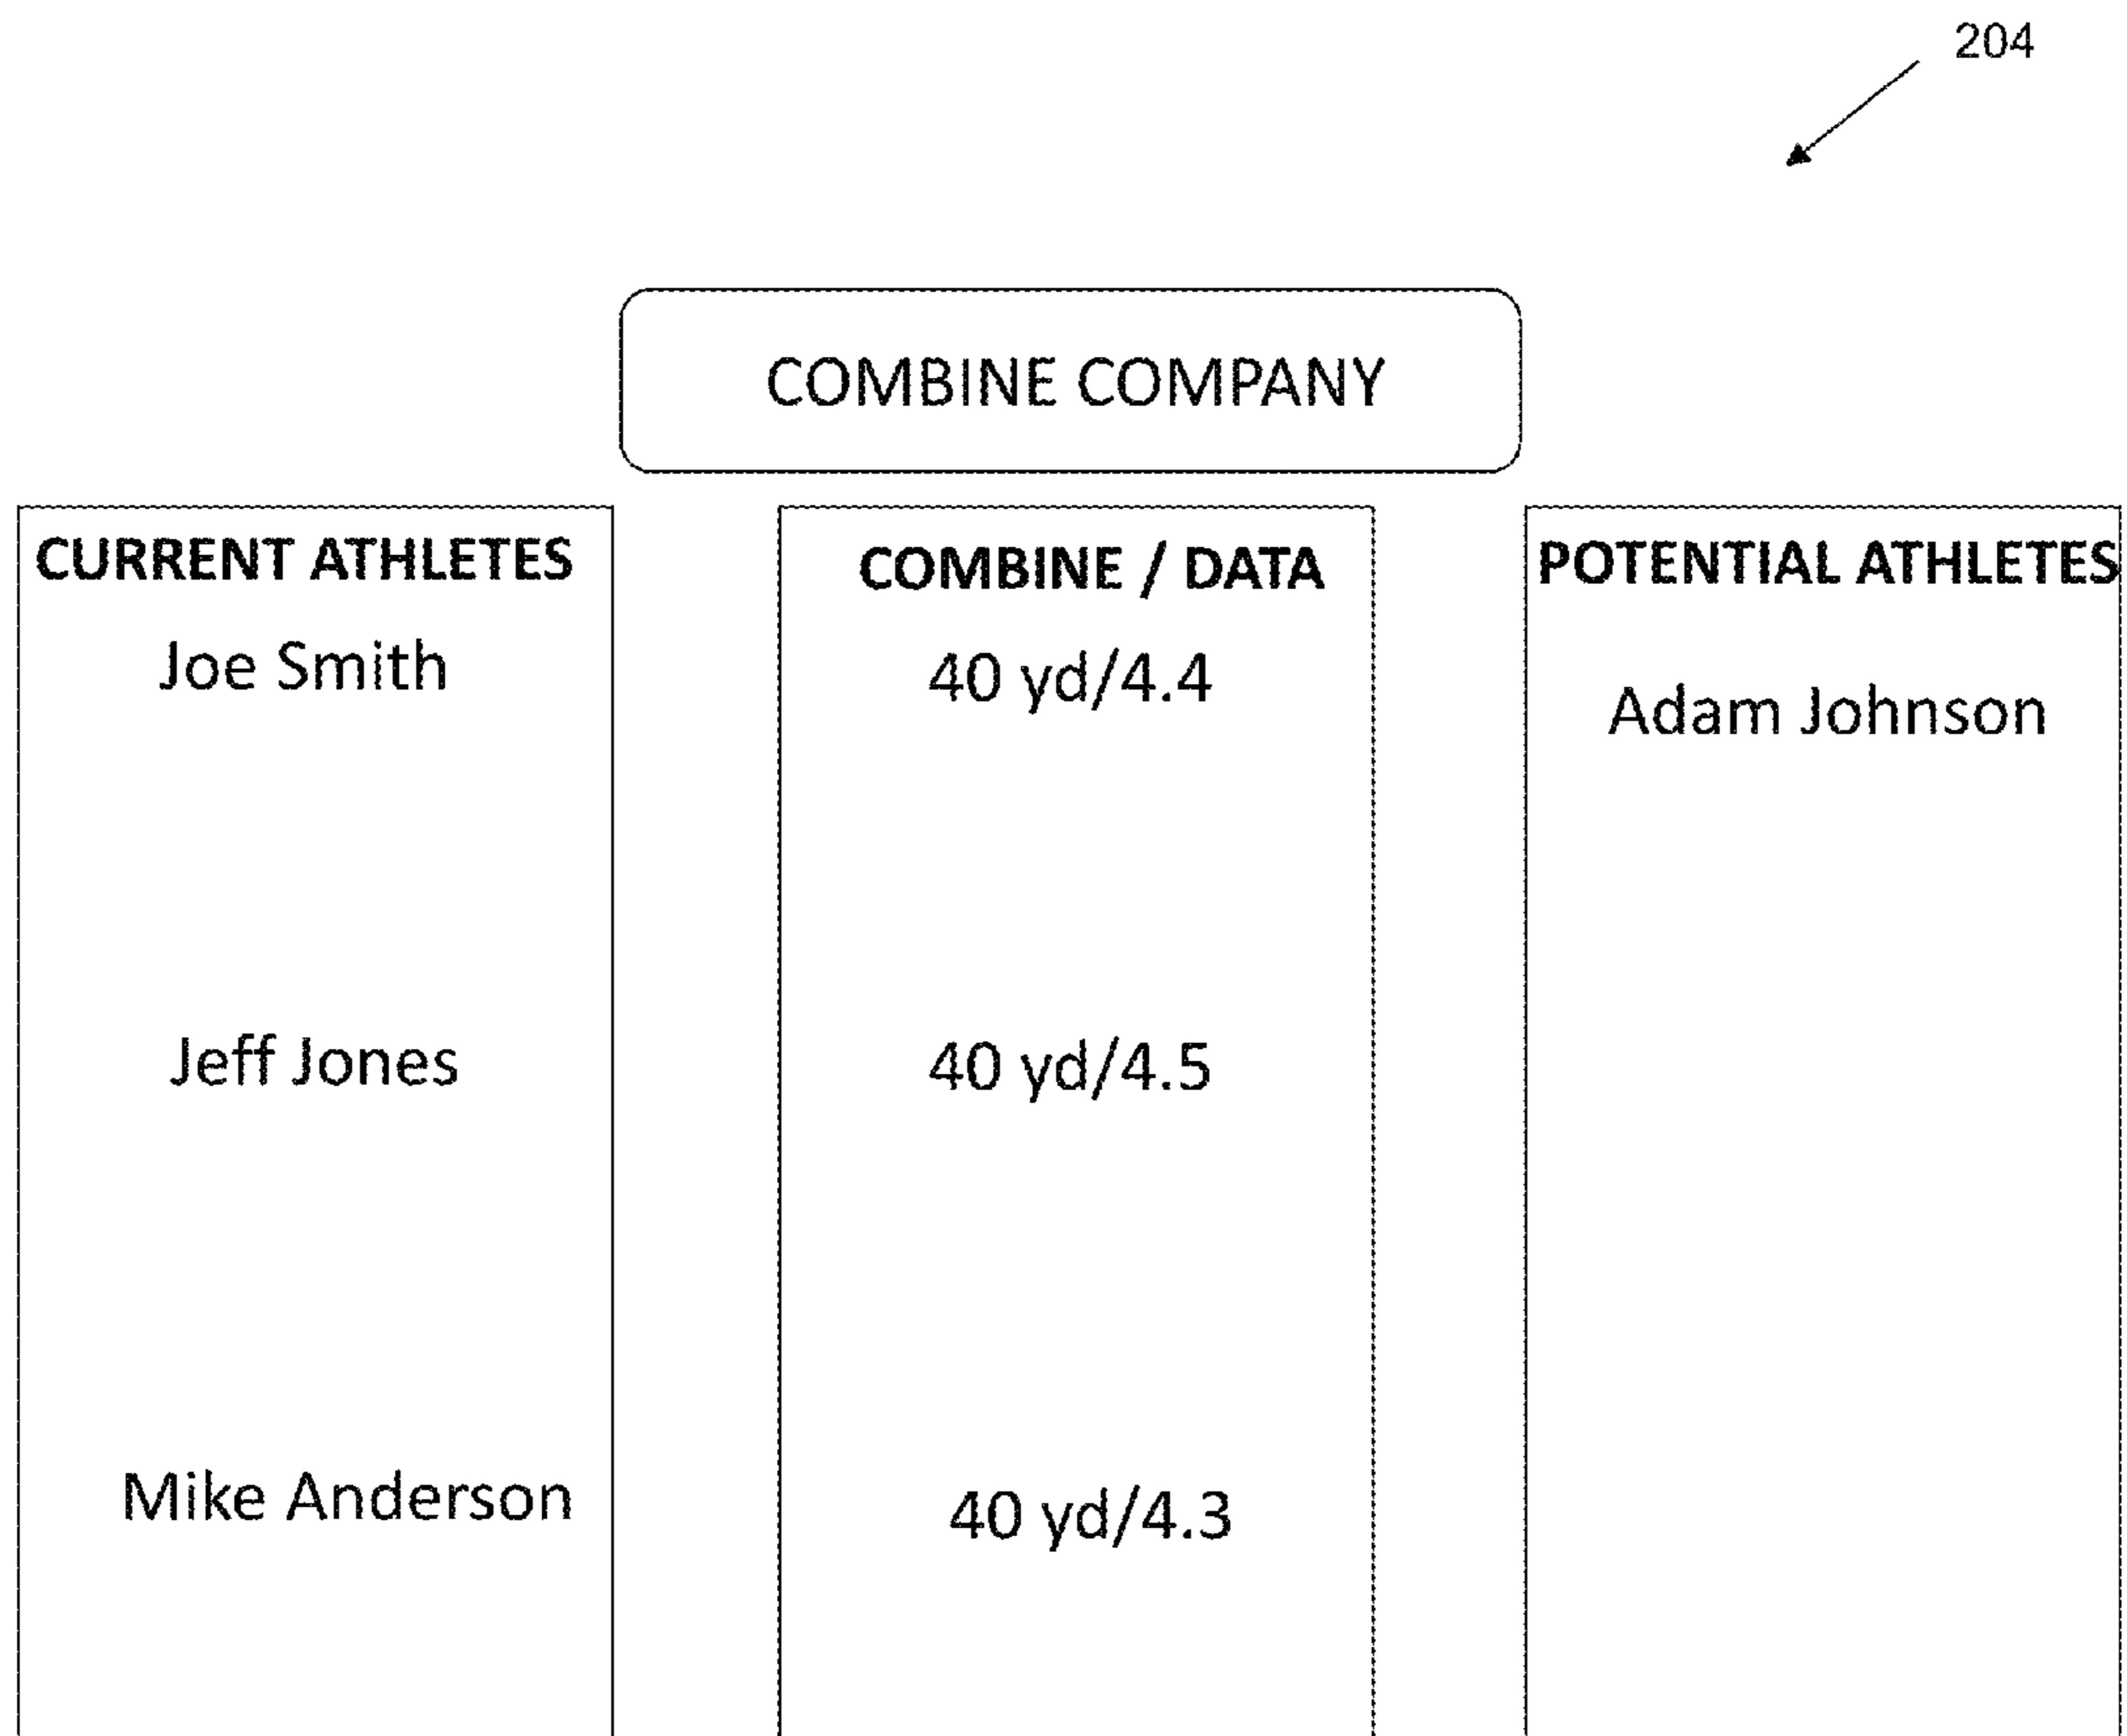 204
COMBINE COMPANY
CURRENT ATHLETES
Joe Smith
Jeff Jones
Mike Anderson
COMBINE / DATA
40 yd/4.4
40 yd/4.5
40 yd/4.3
POTENTIAL ATHLETES
Adam Johnson